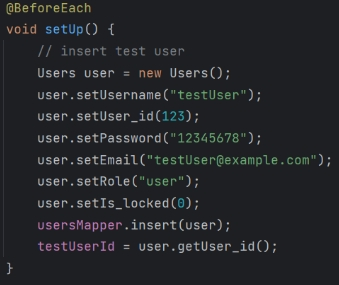 @BeforeEach
void setUp() {
    // insert test user
    Users user = new Users();
    user.setUsername("testUser");
    user.setUser_id(123);
    user.setPassword("12345678");
    user.setEmail("testUser@example.com");
    user.setRole("user");
    user.setIs_locked(0);
    usersMapper.insert(user);
    testUserId = user.getUser_id();
}